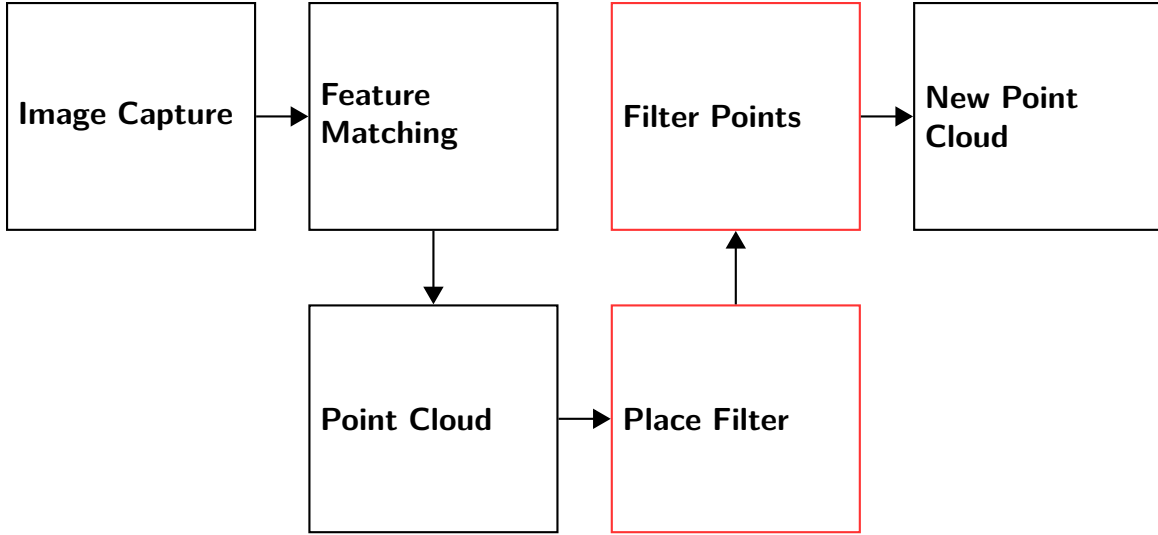 Image Capture
Feature
Matching
Filter Points
New Point
Cloud
Point Cloud
Place Filter